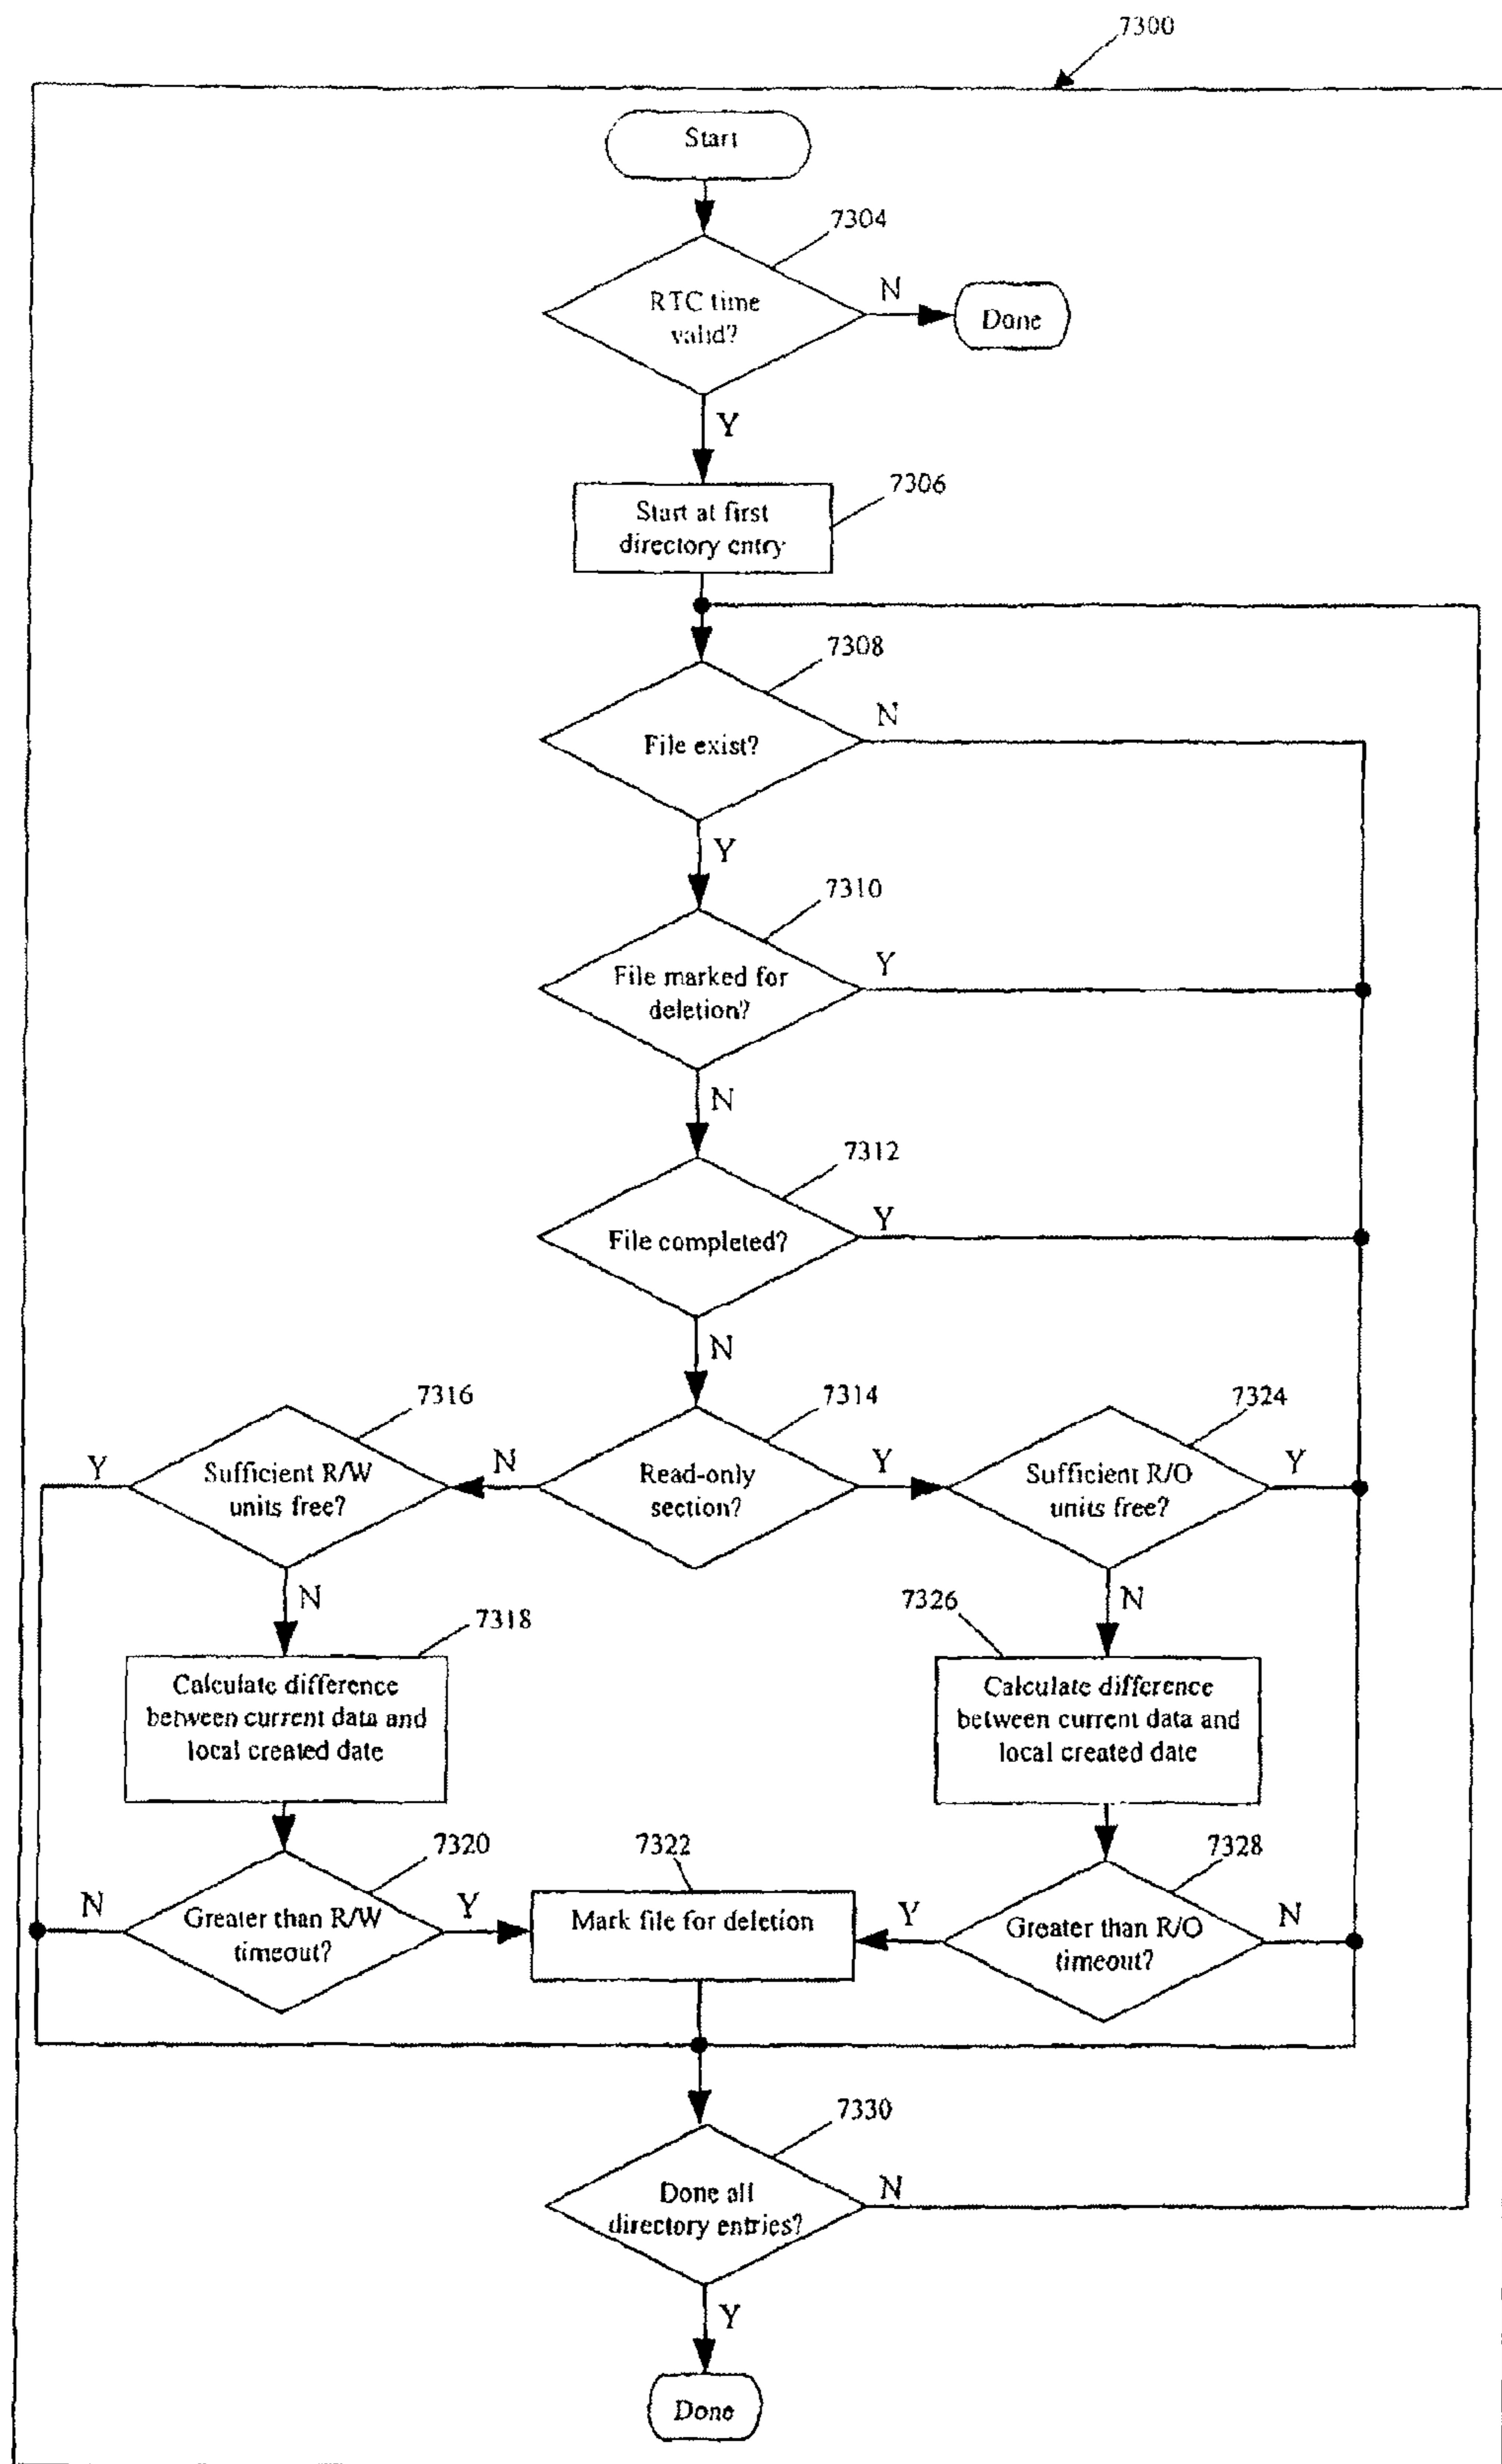 7300
Start
7304
RTC time
valid?
N
Done
Y
7306
Start at first
directory entry
7308
File exist?
N
Y
7310
File marked for
deletion?
Y
N
7312
File completed?
Y
N
7316
7314
7324
Y
Sufficient R/W
units free?
N
Read-only
section?
Y
Sufficient R/O
units free?
Y
N
7318
7326
N
Calculate difference
between current data and
local created date
Calculate difference
between current data and
local created date
7320
7322
7328
N
Greater than R/W
timeout?
Y
Mark file for deletion
Y
Greater than R/O
timeout?
N
7330
Done all
directory entries?
N
Y
Done